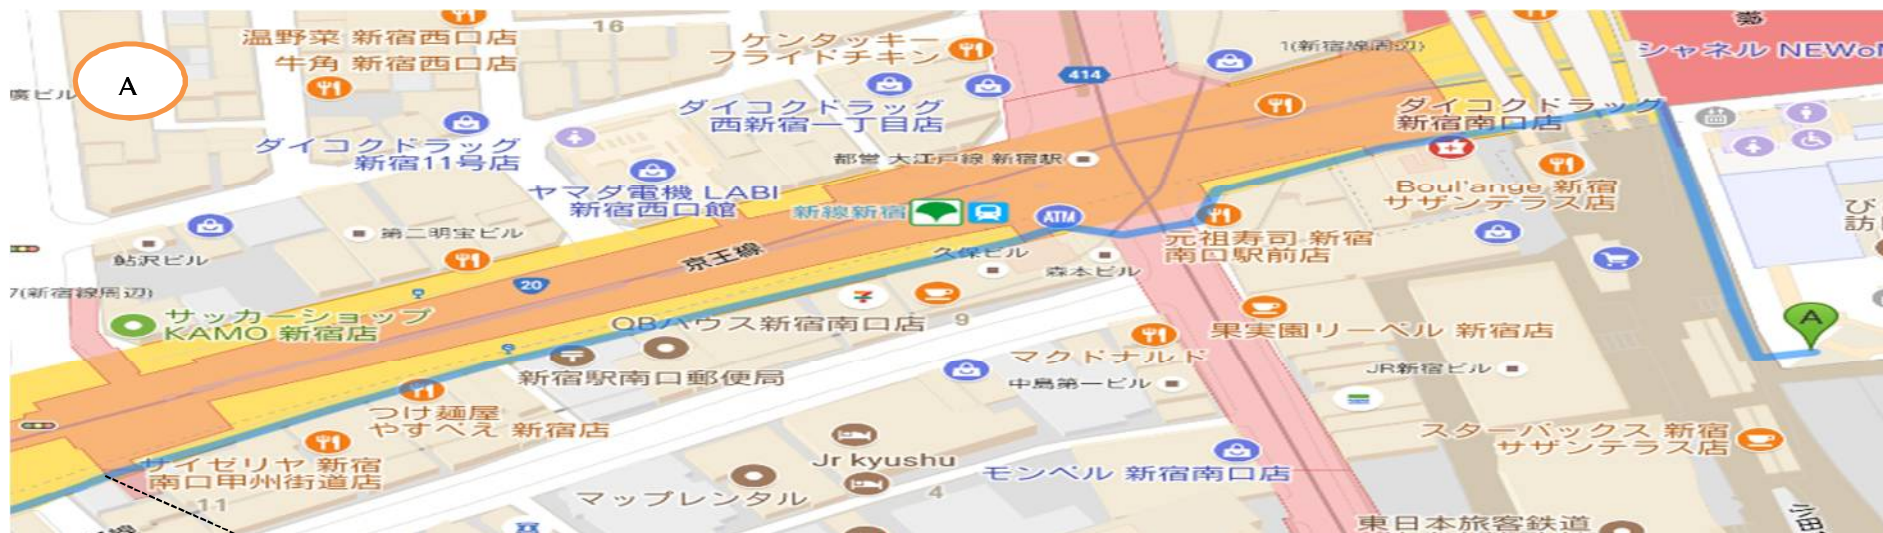 16
温野菜 新宿西口店
牛角 新宿西口店
A
廣ビル
ケンタッキー
フライドチキン
414
1(新宿線周辺)
シャネル NEWoM
ダイコクドラッグ
西新宿一丁目店
ダイコクドラッグ
新宿南口店
ダイコクドラッグ
新宿11号店
都営 大江戸線 新宿駅
ヤマダ電機 LABI
新宿西口館
新線新宿
ATM
Boul'ange 新宿
サザンテラス店
び
訪
第二明宝ビル
鮎沢ビル
京王線
久保ビル
森本ビル
元祖寿司 新宿
南口駅前店
7(新宿線周辺)
20
サッカーショップ
KAMO 新宿店
QBハウス新宿南口店
9
果実園リーベル 新宿店
A
マクドナルド
新宿駅南口郵便局
中島第一ビル
JR新宿ビル
つけ麺屋
やすべえ 新宿店
スターバックス 新宿
サザンテラス店
サイゼリヤ 新宿
南口甲州街道店
Jr kyushu
モンベル 新宿南口店
マップレンタル
4
11
東日本旅客鉄道
小田